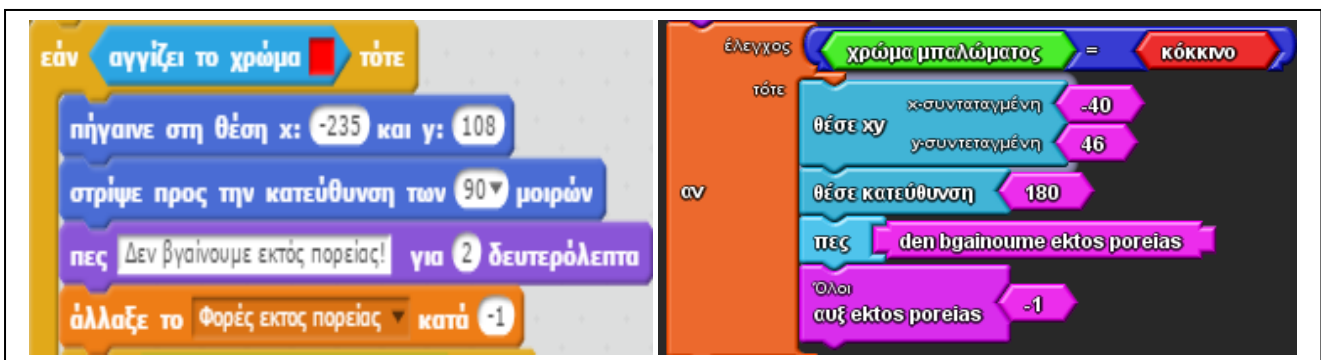 εάν αγγίζει το χρώμα τότε
πήγαινε στη θέση x: -235 και y: 108
στρίψε προς την κατεύθυνση των 90 μοιρών
πες Δεν βγαίνουμε εκτός πορείας! για 2 δευτερόλεπτα
άλλαξε το Φορές εκτος πορείας κατά -1
έλεγχος χρώμα μπαλώματος = κόκκινο
τότε
θέσε xy
x-συνταταγμένη -40
y-συντεταγμένη 46
αν
θέσε κατεύθυνση 180
πες den bgainoume ektos poreias
Όλοι
αυξ ektos poreias -1